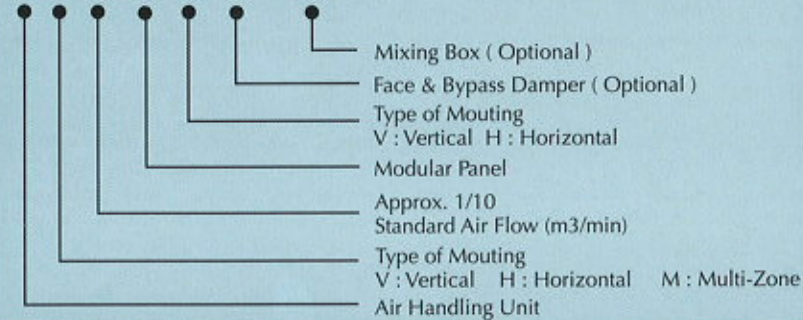 Mixing Box ( Optional )
Face & Bypass Damper ( Optional )
Type of Mouting
V : Vertical H : Horizontal
Modular Panel
Approx. 1/10
Standard Air Flow (m3/min)
Type of Mouting
V : Vertical H : Horizontal M : Multi-Zone
Air Handling Unit